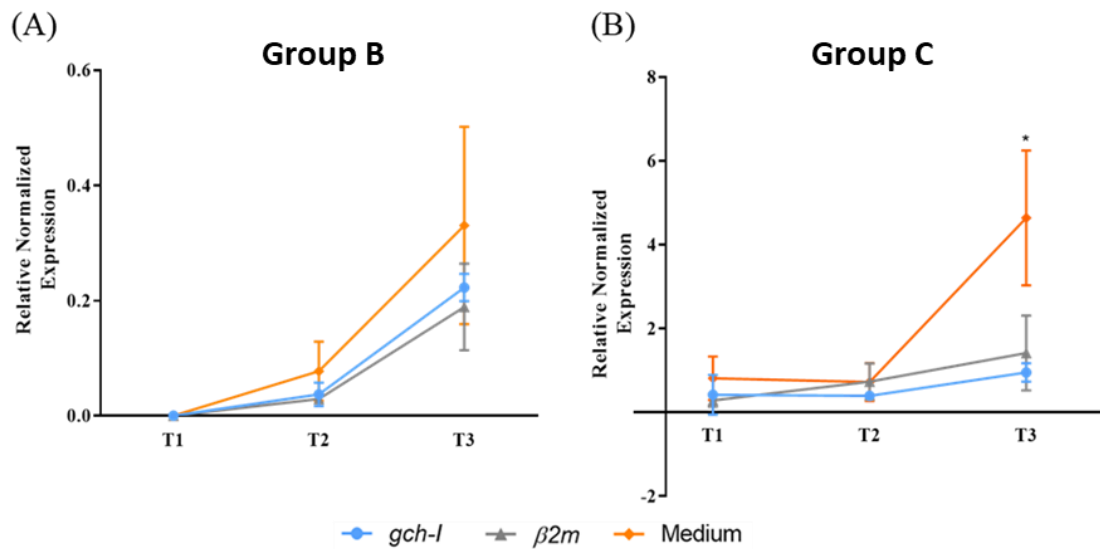 (A)
Group B
0.6
0.4
0.2
0.0
Relative Normalized
Expression
T1 T2 T3
(B)
Group C
8
6
4
2
-2
Relative Normalized
Expression
*
T1 T2 T3
gch-I β2m Medium